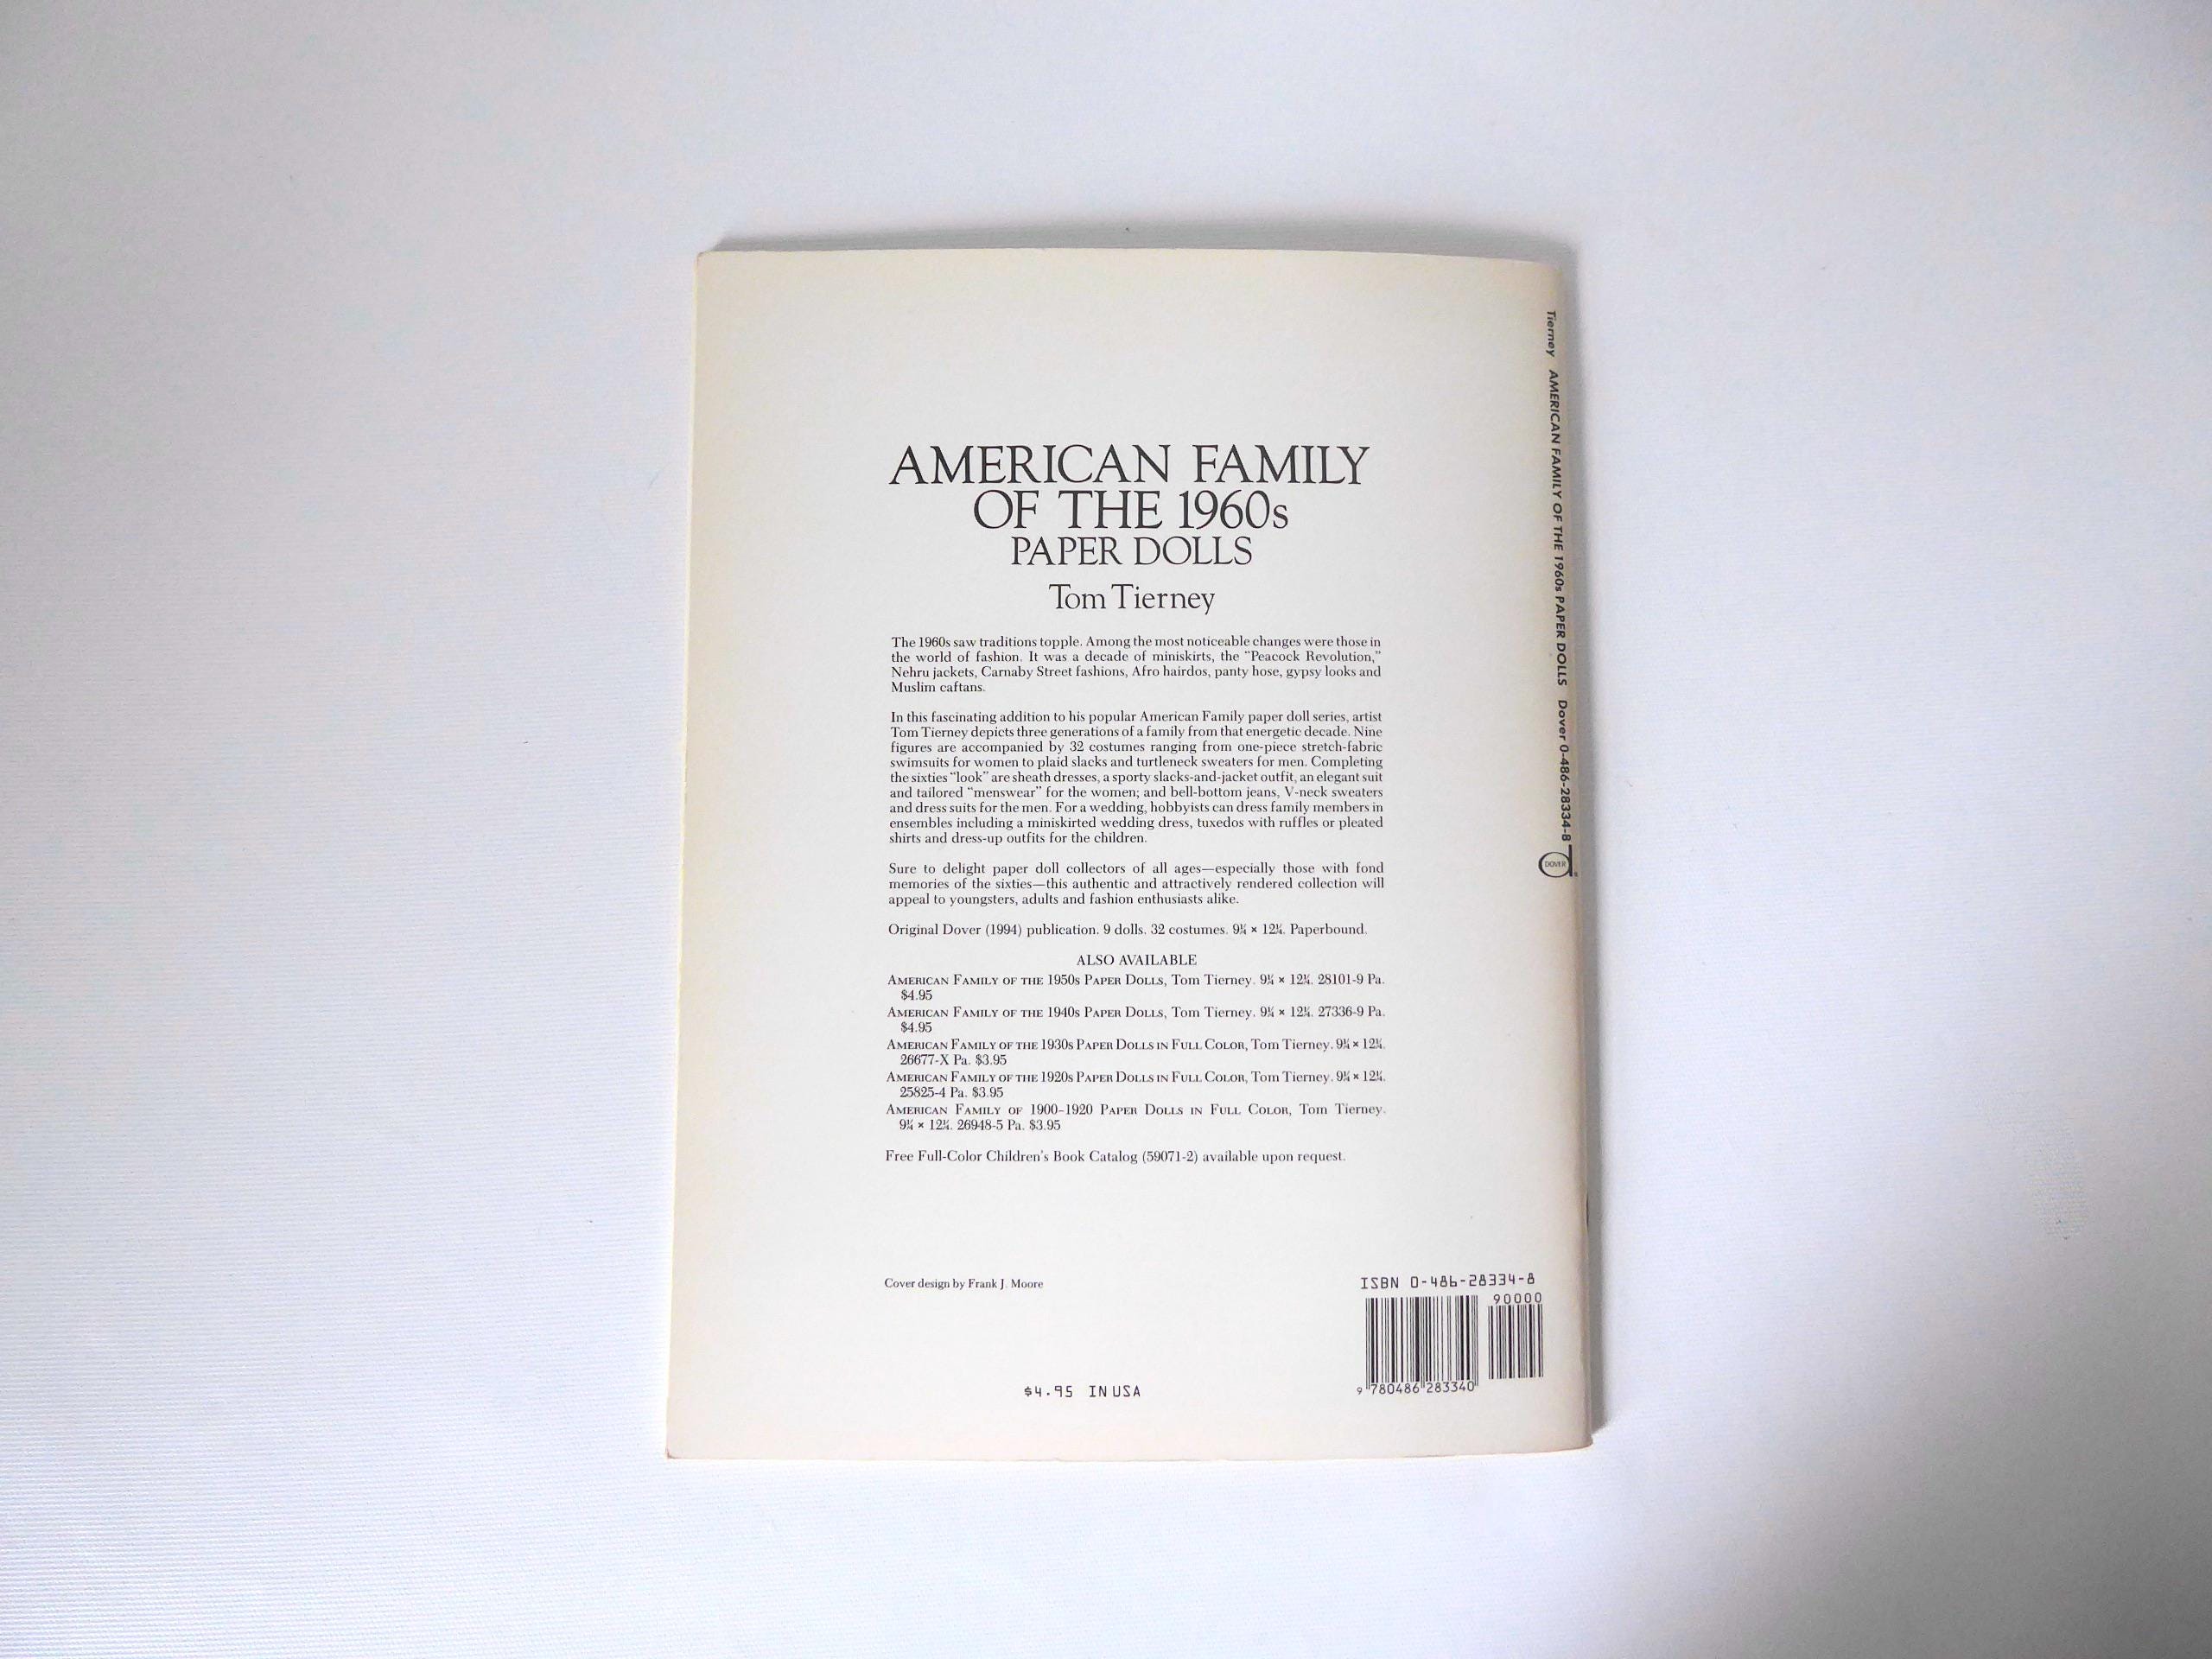 AMERICAN FAMILY
OF THE 1960s
PAPER DOLLS
Tom Tierney
The 1960s saw traditions topple. Among the most noticeable changes were those in
the world of fashion. It was a decade of miniskirts, the “Peacock Revolution,”
Nehru jackets, Carnaby Street fashions, Afro hairdos, panty hose, gypsy looks and
Muslim caftans.
In this fascinating addition to his popular American Family paper doll series, artist
Tom Tierney depicts three generations of a family from that energetic decade. Nine
figures are accompanied by 32 costumes ranging from one-piece stretch-fabric
swimsuits for women to plaid slacks and turtleneck sweaters for men. Completing
the sixties “look” are sheath dresses, a sporty slacks-and-jacket outfit, an elegant suit
and tailored “menswear” for the women; and bell-bottom jeans, V-neck sweaters
and dress suits for the men. For a wedding, hobbyists can dress family members in
ensembles including a miniskirted wedding dress, tuxedos with ruffles or pleated
shirts and dress-up outfits for the children.
Sure to delight paper doll collectors of all ages—especially those with fond
memories of the sixties—this authentic and attractively rendered collection will
appeal to youngsters, adults and fashion enthusiasts alike.
Original Dover (1994) publication. 9 dolls. 32 costumes. 9¼ × 12¼. Paperbound.
ALSO AVAILABLE
AMERICAN FAMILY OF THE 1950s PAPER DOLLS, Tom Tierney. 9¼ × 12¼. 28101-9 Pa.
$4.95
AMERICAN FAMILY OF THE 1940s PAPER DOLLS, Tom Tierney. 9¼ × 12¼. 27336-9 Pa.
$4.95
AMERICAN FAMILY OF THE 1930s PAPER DOLLS IN FULL COLOR, Tom Tierney. 9¼ × 12¼.
26677-X Pa. $3.95
AMERICAN FAMILY OF THE 1920s PAPER DOLLS IN FULL COLOR, Tom Tierney. 9¼ × 12¼.
25825-4 Pa. $3.95
AMERICAN FAMILY OF 1900–1920 PAPER DOLLS IN FULL COLOR, Tom Tierney.
9¼ × 12¼. 26948-5 Pa. $3.95
Free Full-Color Children's Book Catalog (59071-2) available upon request.
Cover design by Frank J. Moore
$4.95 IN USA
ISBN 0-486-28334-8
90000
9 780486 283340
Tierney AMERICAN FAMILY OF THE 1960s PAPER DOLLS Dover 0-486-28334-8
DOVER